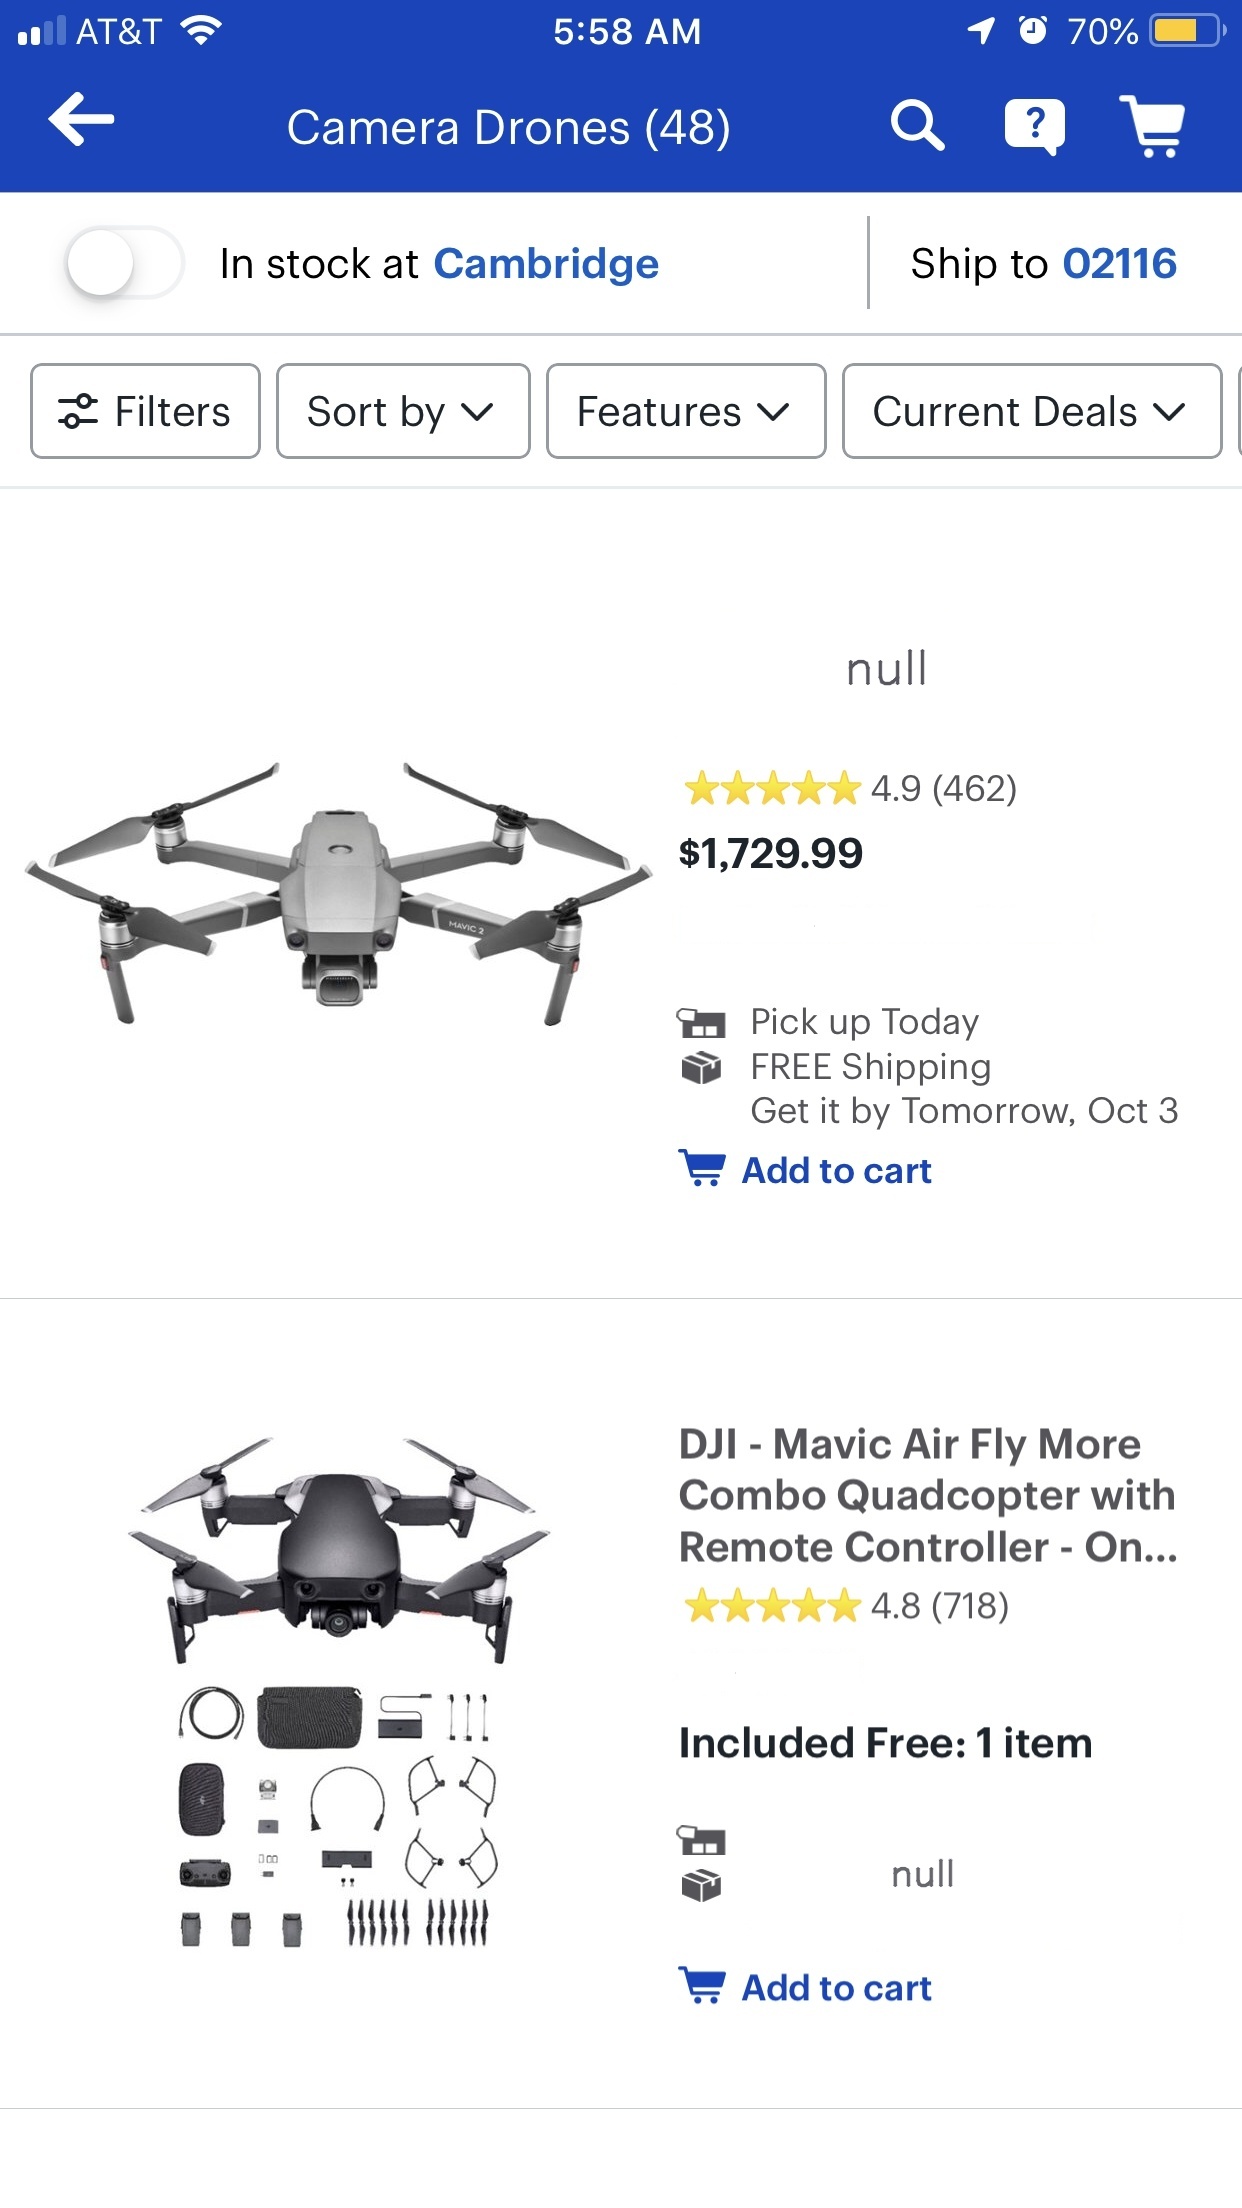 AT&T 5:58 AM 70%
Camera Drones (48)
In stock at Cambridge
Ship to 02116
Filters
Sort by
Features
Current Deals
null
4.9 (462)
$1,729.99
MAVIC 2
Pick up Today
FREE Shipping
Get it by Tomorrow, Oct 3
Add to cart
DJI - Mavic Air Fly More
Combo Quadcopter with
Remote Controller - On...
4.8 (718)
Included Free: 1 item
null
Add to cart